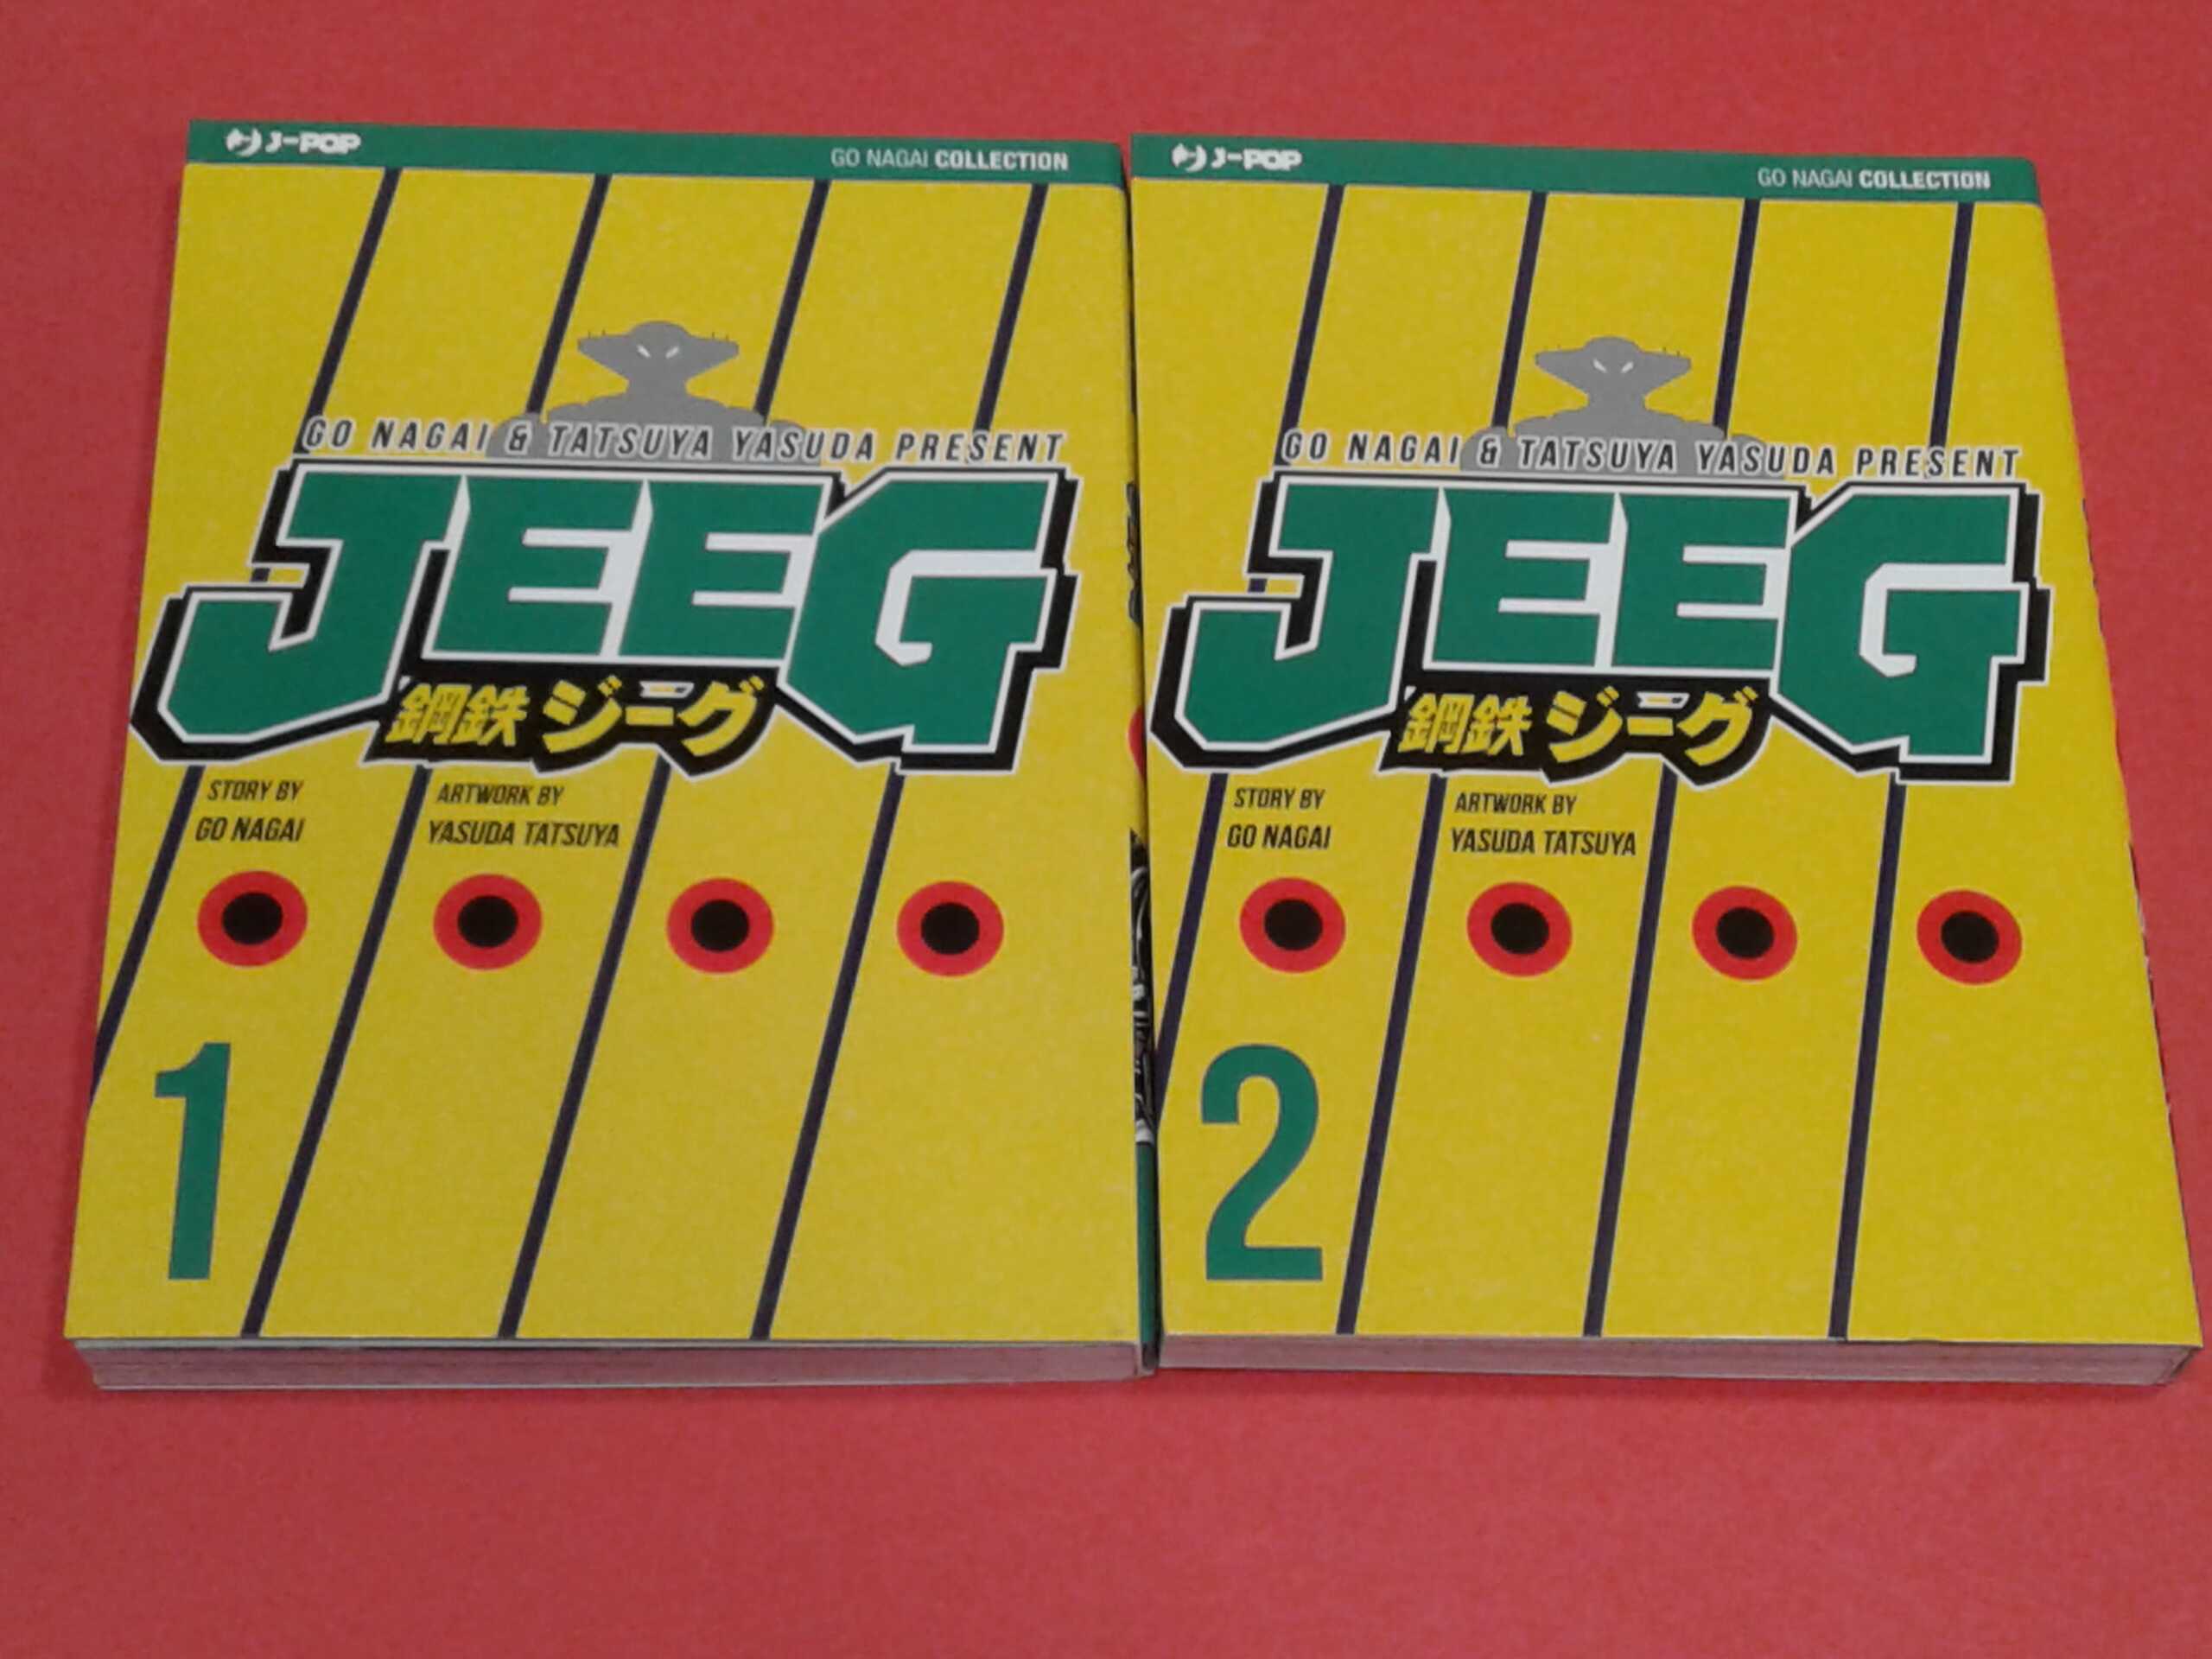 J-POP
GO NAGAI COLLECTION
GO NAGAI & TATSUYA YASUDA PRESENT
JEEG
鋼鉄ジーグ
STORY BY
GO NAGAI
ARTWORK BY
YASUDA TATSUYA
1
J-POP
GO NAGAI COLLECTION
GO NAGAI & TATSUYA YASUDA PRESENT
JEEG
鋼鉄ジーグ
STORY BY
GO NAGAI
ARTWORK BY
YASUDA TATSUYA
2